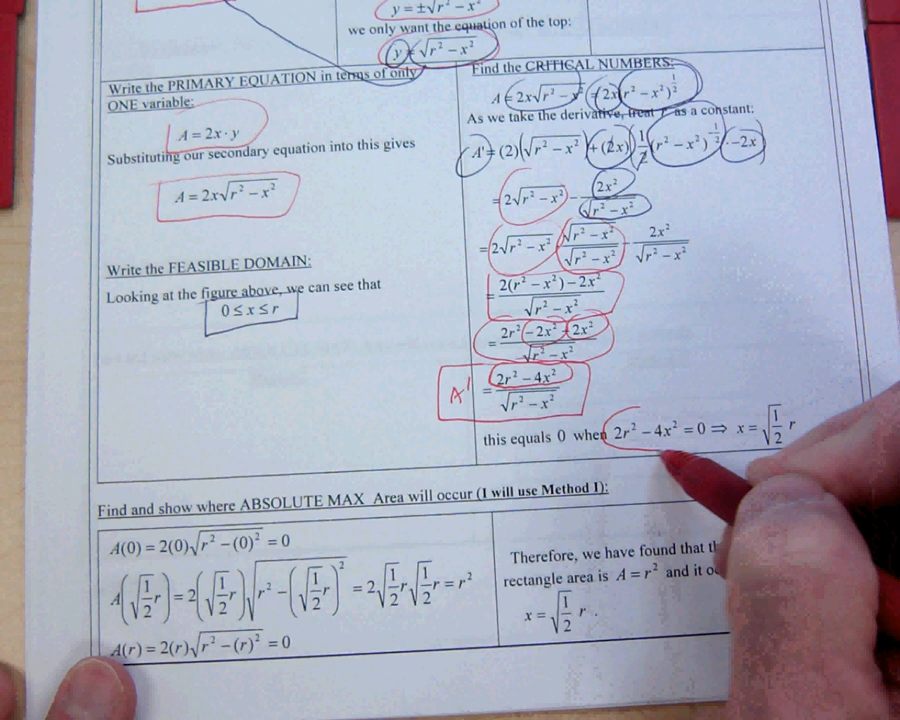 y = ±√(r² − x²)
we only want the equation of the top:
y = √(r² − x²)
Write the PRIMARY EQUATION in terms of only
ONE variable:
A = 2x · y
Substituting our secondary equation into this gives
A = 2x√(r² − x²)
Write the FEASIBLE DOMAIN:
Looking at the figure above, we can see that
0 ≤ x ≤ r
Find the CRITICAL NUMBERS:
A = 2x√(r² − x²) = 2x(r² − x²)^(1/2)
As we take the derivative, treat r as a constant:
A' = (2)(√(r² − x²)) + (2x)(1/2 (r² − x²)^(−1/2) · −2x)
= 2√(r² − x²) − 2x²/√(r² − x²)
= 2√(r² − x²) · √(r² − x²)/√(r² − x²) − 2x²/√(r² − x²)
= (2(r² − x²) − 2x²)/√(r² − x²)
= (2r² − 2x² − 2x²)/√(r² − x²)
A' = (2r² − 4x²)/√(r² − x²)
this equals 0 when 2r² − 4x² = 0 ⇒ x = √(1/2) r
Find and show where ABSOLUTE MAX Area will occur (I will use Method I):
A(0) = 2(0)√(r² − (0)²) = 0
A(√(1/2) r) = 2(√(1/2) r)√(r² − (√(1/2) r)²) = 2√(1/2) r √(1/2) r = r²
A(r) = 2(r)√(r² − (r)²) = 0
Therefore, we have found that
rectangle area is A = r² and it
x = √(1/2) r .